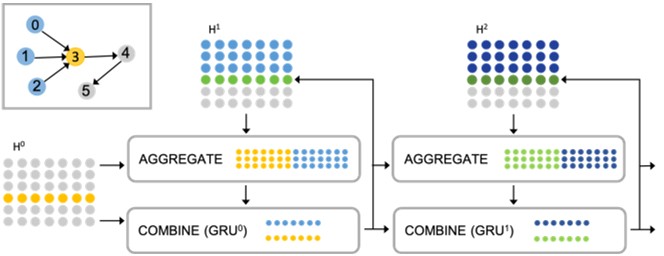 0
1
2
3
4
5
H¹
H²
H⁰
AGGREGATE
AGGREGATE
COMBINE (GRU⁰)
COMBINE (GRU¹)